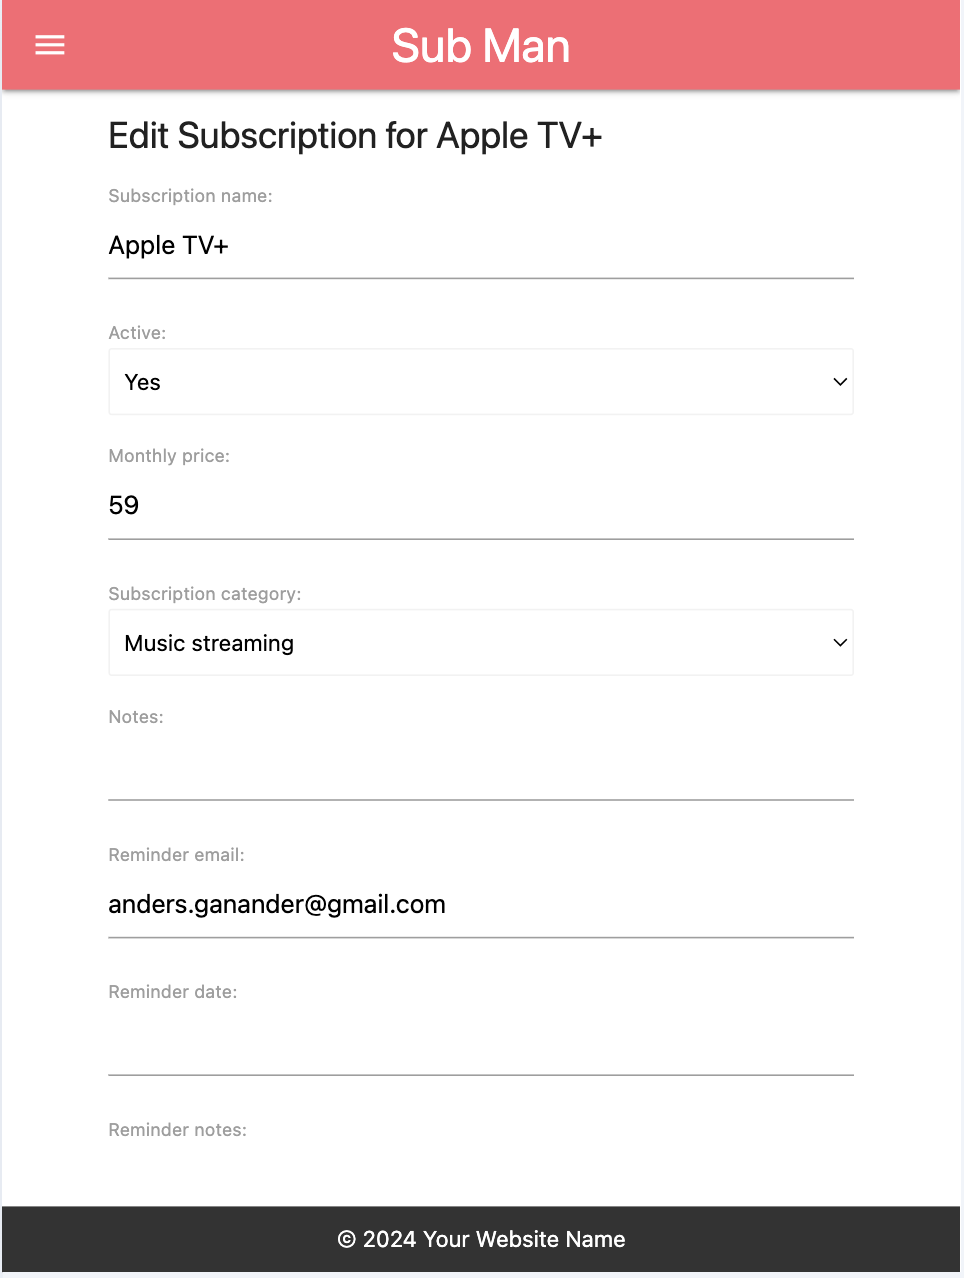 Sub Man
Edit Subscription for Apple TV+
Subscription name:
Apple TV+
Active:
Yes
Monthly price:
59
Subscription category:
Music streaming
Notes:
Reminder email:
anders.ganander@gmail.com
Reminder date:
Reminder notes:
© 2024 Your Website Name